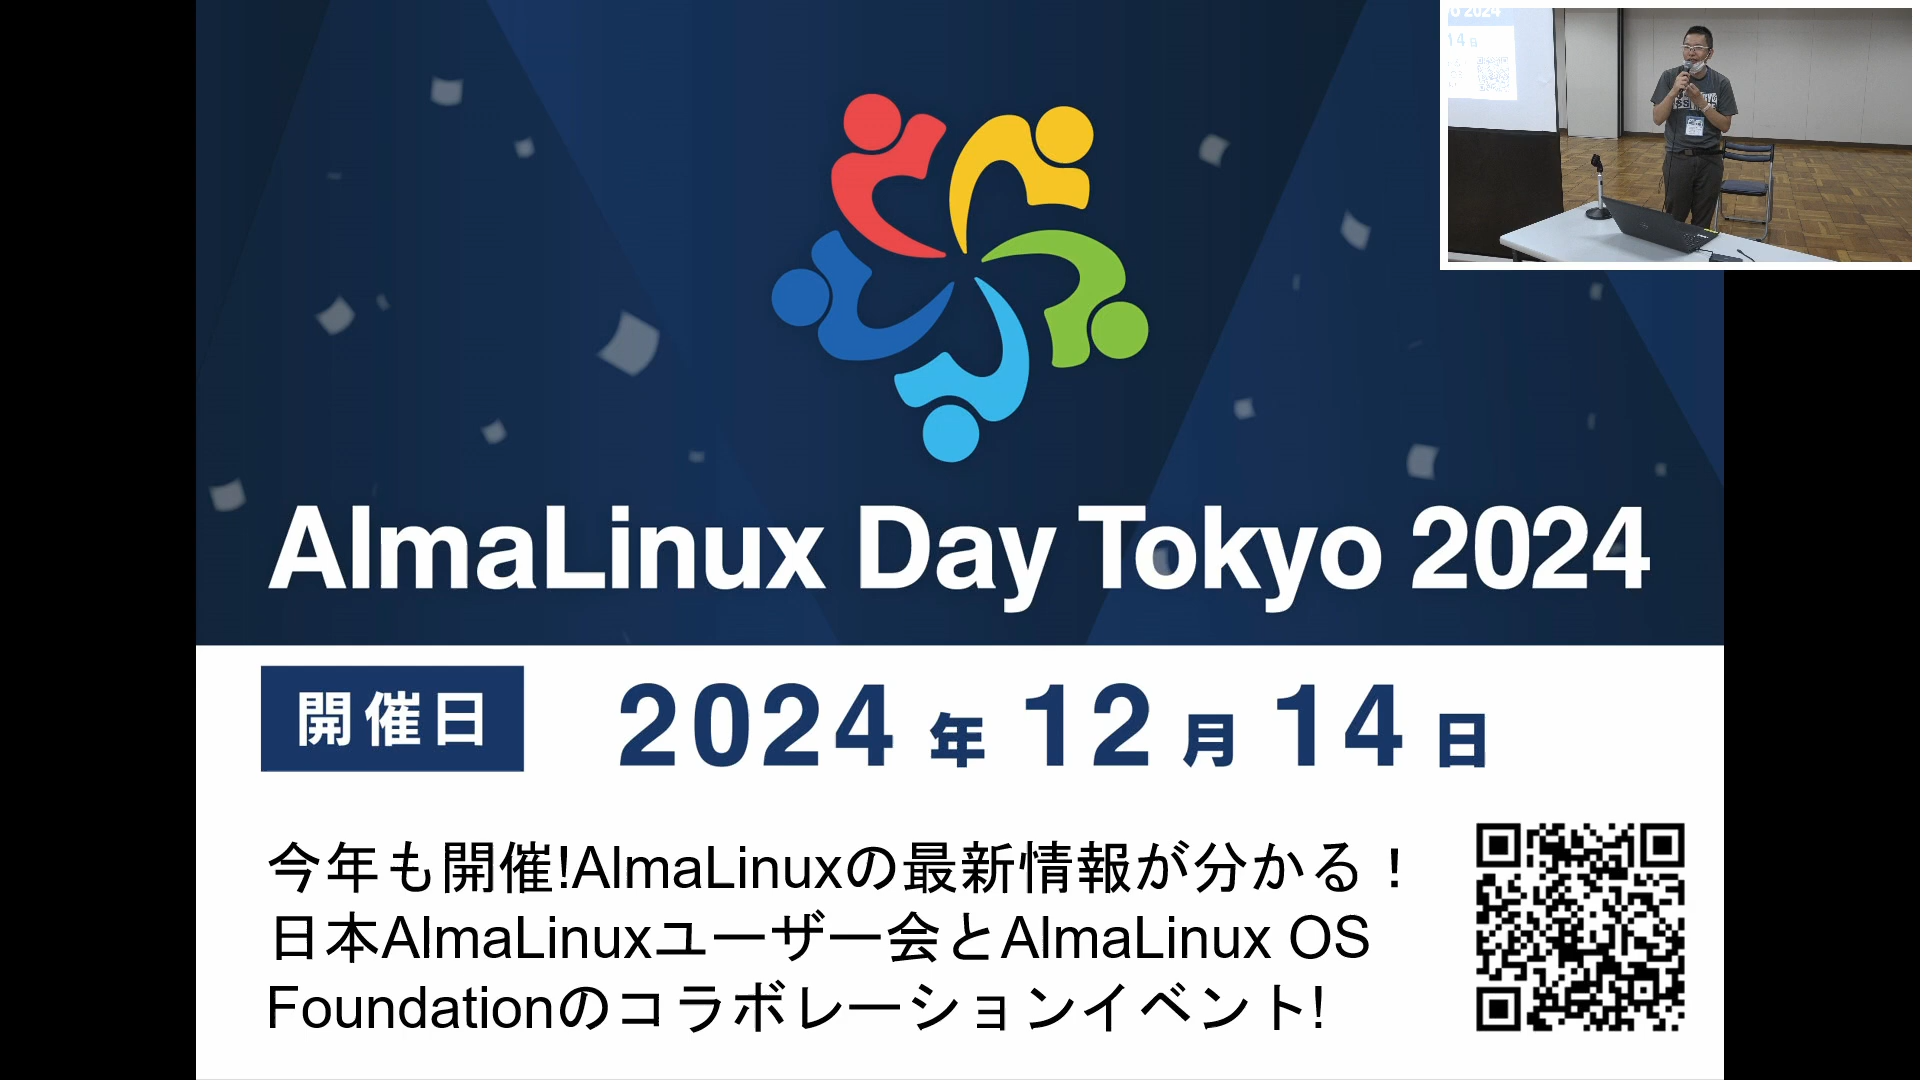 AlmaLinux Day Tokyo 2024
開催日 2024年12月14日
今年も開催!AlmaLinuxの最新情報が分かる！
日本AlmaLinuxユーザー会とAlmaLinux OS
Foundationのコラボレーションイベント!